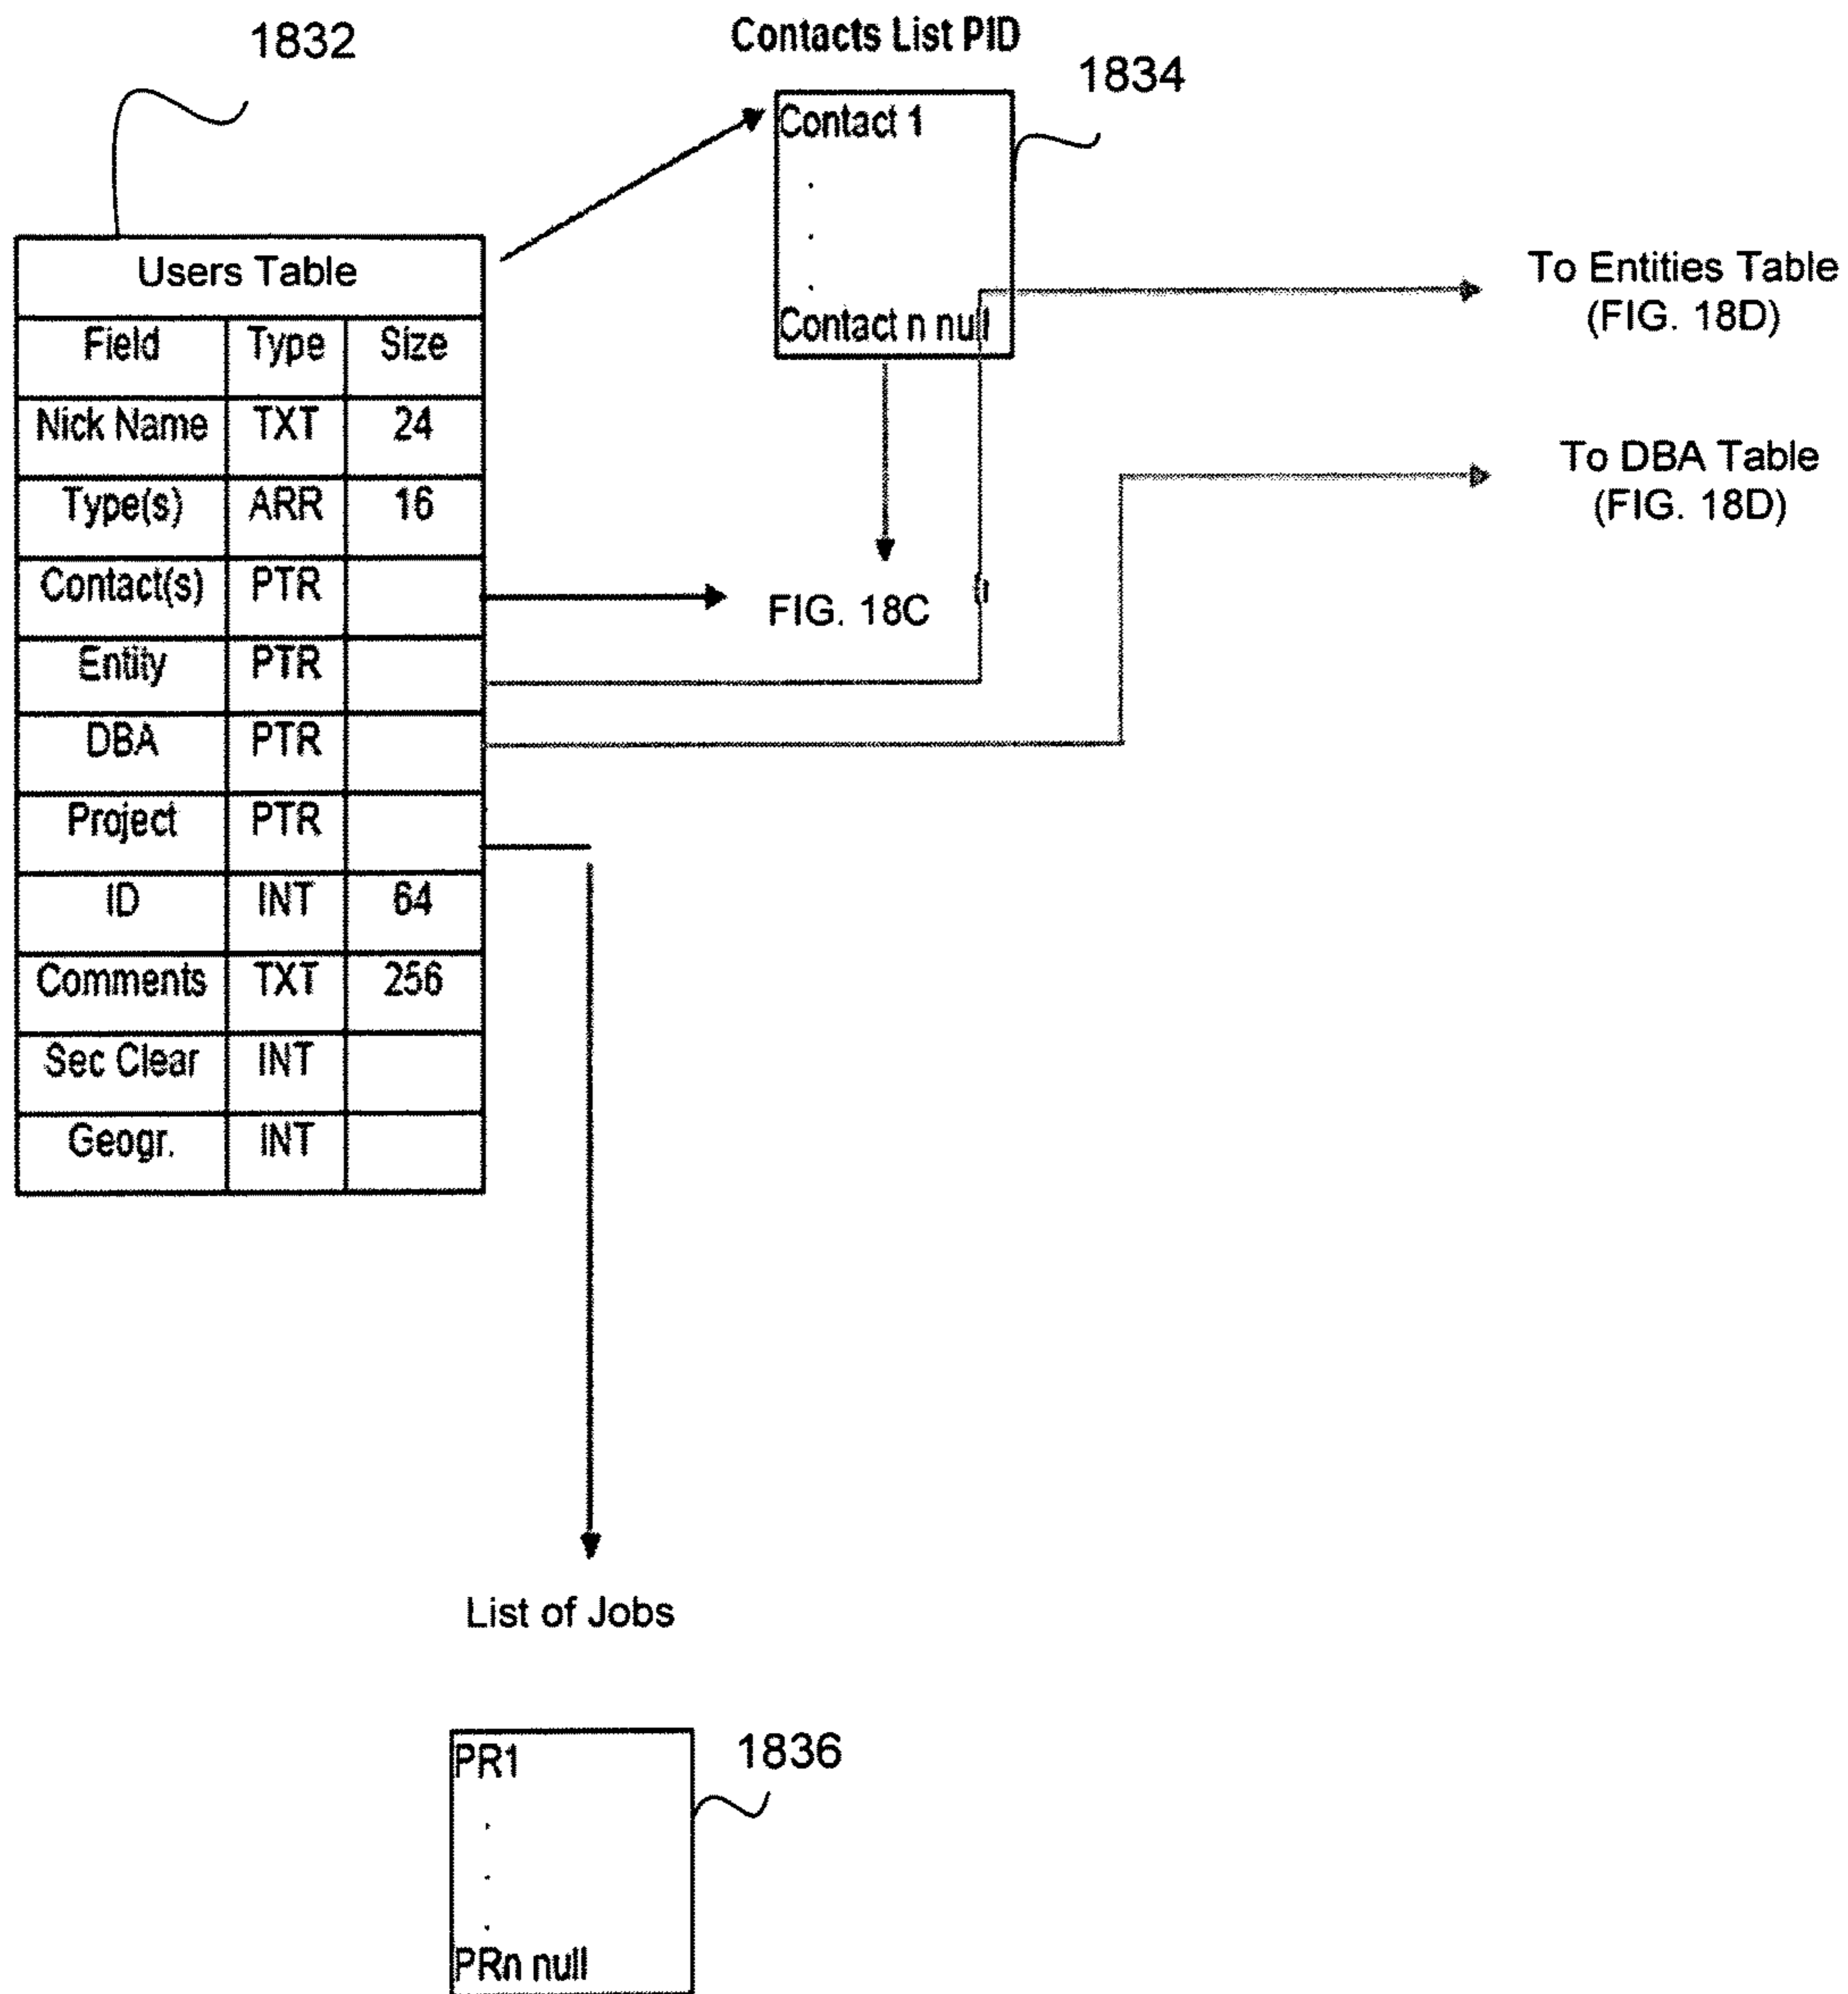 1832
Contacts List PID
1834
Contact 1
.
.
.
Contact n null
Users Table
Field Type Size
Nick Name TXT 24
Type(s) ARR 16
Contact(s) PTR
Entity PTR
DBA PTR
Project PTR
ID INT 64
Comments TXT 256
Sec Clear INT
Geogr. INT
To Entities Table
(FIG. 18D)
To DBA Table
(FIG. 18D)
FIG. 18C
List of Jobs
PR1
.
.
.
PRn null
1836